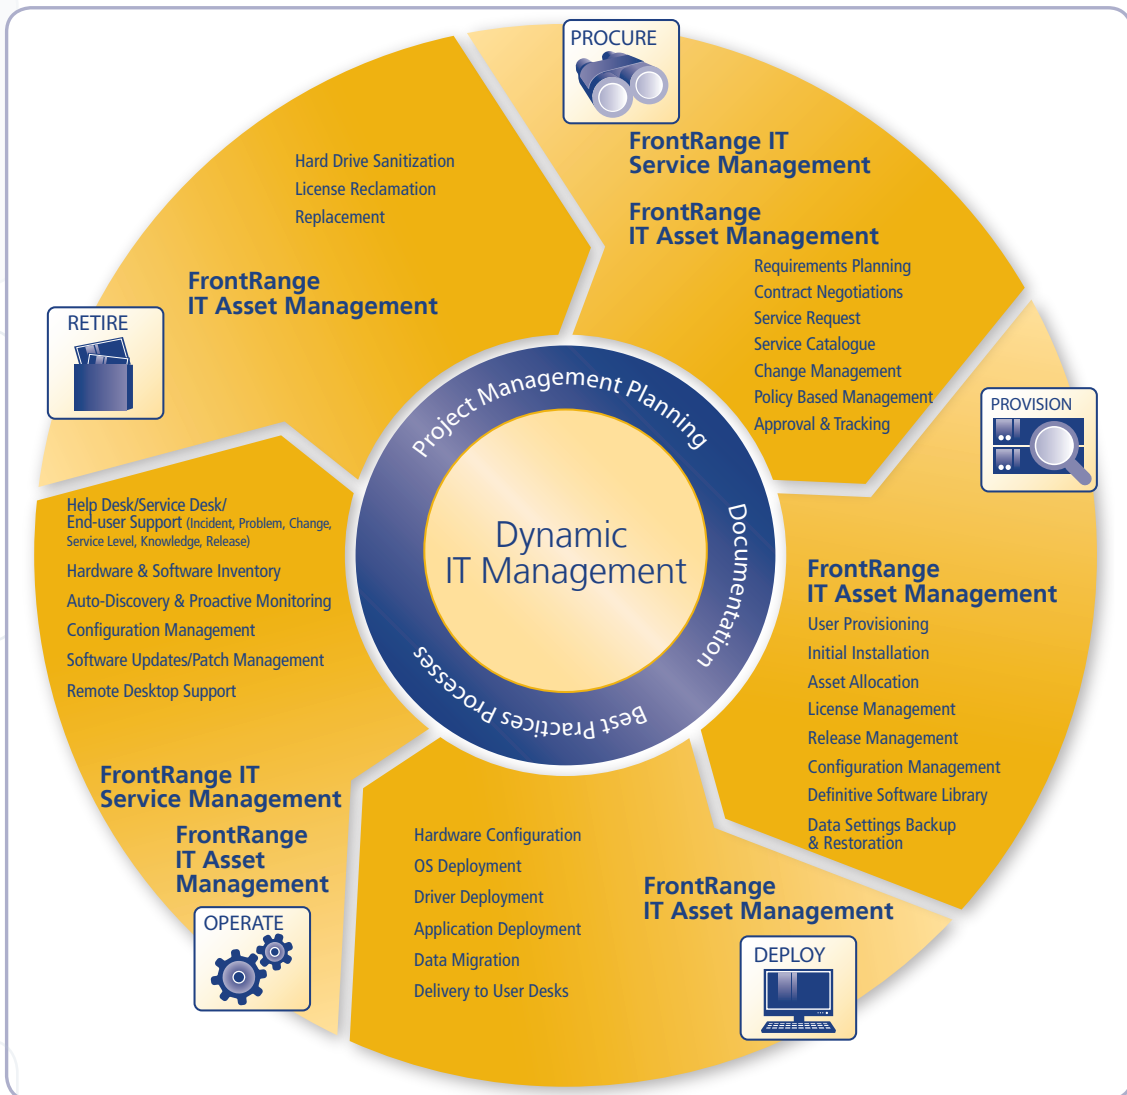 PROCURE
FrontRange IT
Service Management
FrontRange
IT Asset Management
Requirements Planning
Contract Negotiations
Service Request
Service Catalogue
Change Management
Policy Based Management
Approval & Tracking
PROVISION
FrontRange
IT Asset Management
User Provisioning
Initial Installation
Asset Allocation
License Management
Release Management
Configuration Management
Definitive Software Library
Data Settings Backup
& Restoration
DEPLOY
FrontRange
IT Asset Management
Hardware Configuration
OS Deployment
Driver Deployment
Application Deployment
Data Migration
Delivery to User Desks
OPERATE
FrontRange IT
Service Management
FrontRange
IT Asset
Management
Help Desk/Service Desk/
End-user Support (Incident, Problem, Change,
Service Level, Knowledge, Release)
Hardware & Software Inventory
Auto-Discovery & Proactive Monitoring
Configuration Management
Software Updates/Patch Management
Remote Desktop Support
RETIRE
FrontRange
IT Asset Management
Hard Drive Sanitization
License Reclamation
Replacement
Project Management Planning
Documentation
Best Practices Processes
Dynamic
IT Management